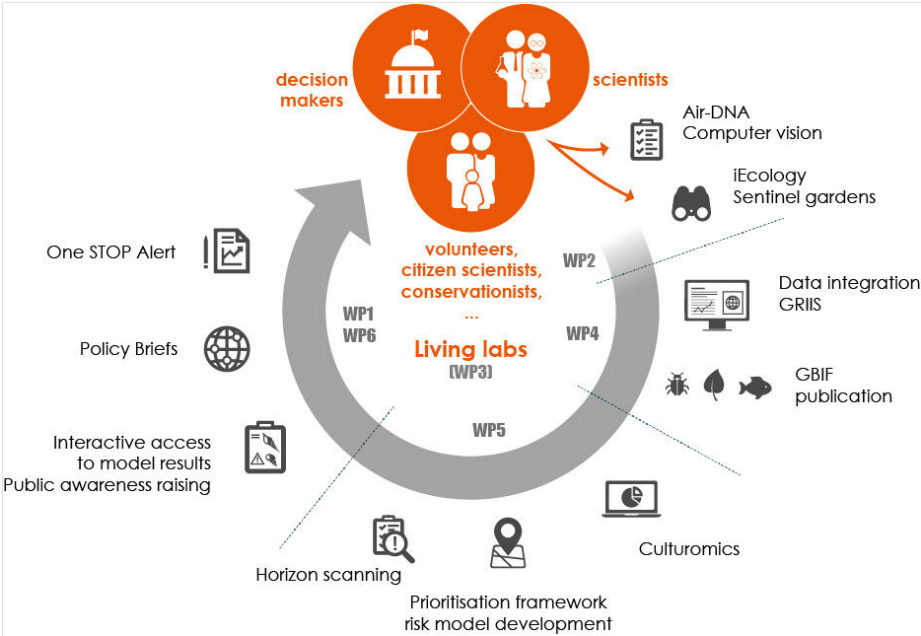 decision
makers
scientists
Air-DNA
Computer vision
iEcology
Sentinel gardens
volunteers,
citizen scientists,
conservationists,
...
Living labs
(WP3)
WP2
Data integration
GRIIS
WP4
GBIF
publication
WP5
Culturomics
Prioritisation framework
risk model development
Horizon scanning
Interactive access
to model results
Public awareness raising
Policy Briefs
One STOP Alert
WP1
WP6